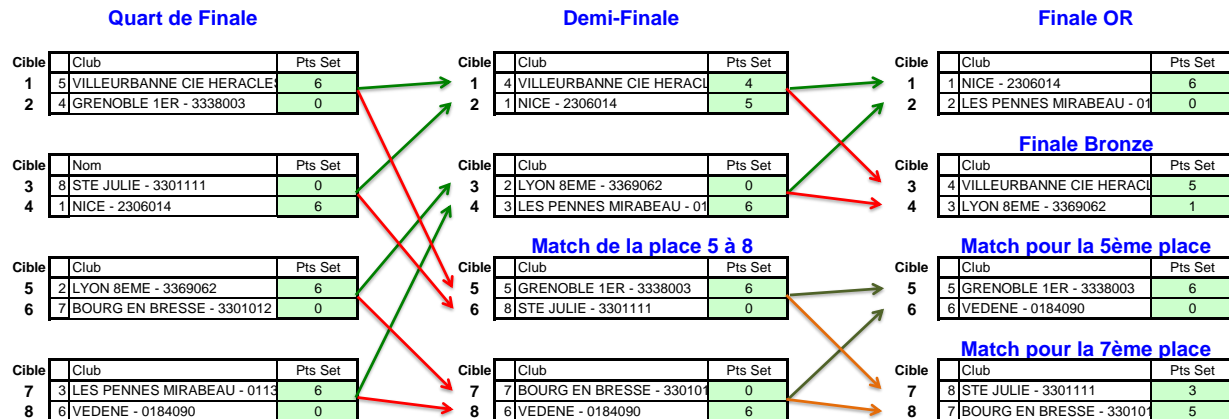 Quart de Finale
Cible Club Pts Set
1 5 VILLEURBANNE CIE HERACLES 6
2 4 GRENOBLE 1ER - 3338003 0
Cible Nom Pts Set
3 8 STE JULIE - 3301111 0
4 1 NICE - 2306014 6
Cible Club Pts Set
5 2 LYON 8EME - 3369062 6
6 7 BOURG EN BRESSE - 3301012 0
Cible Club Pts Set
7 3 LES PENNES MIRABEAU - 0113 6
8 6 VEDENE - 0184090 0
Demi-Finale
Cible Club Pts Set
1 4 VILLEURBANNE CIE HERACL 4
2 1 NICE - 2306014 5
Cible Club Pts Set
3 2 LYON 8EME - 3369062 0
4 3 LES PENNES MIRABEAU - 01 6
Match de la place 5 à 8
Cible Club Pts Set
5 5 GRENOBLE 1ER - 3338003 6
6 8 STE JULIE - 3301111 0
Cible Club Pts Set
7 7 BOURG EN BRESSE - 330101 0
8 6 VEDENE - 0184090 6
Finale OR
Cible Club Pts Set
1 1 NICE - 2306014 6
2 2 LES PENNES MIRABEAU - 01 0
Finale Bronze
Cible Club Pts Set
3 4 VILLEURBANNE CIE HERACL 5
4 3 LYON 8EME - 3369062 1
Match pour la 5ème place
Cible Club Pts Set
5 5 GRENOBLE 1ER - 3338003 6
6 6 VEDENE - 0184090 0
Match pour la 7ème place
Cible Club Pts Set
7 8 STE JULIE - 3301111 3
8 7 BOURG EN BRESSE - 330101 5